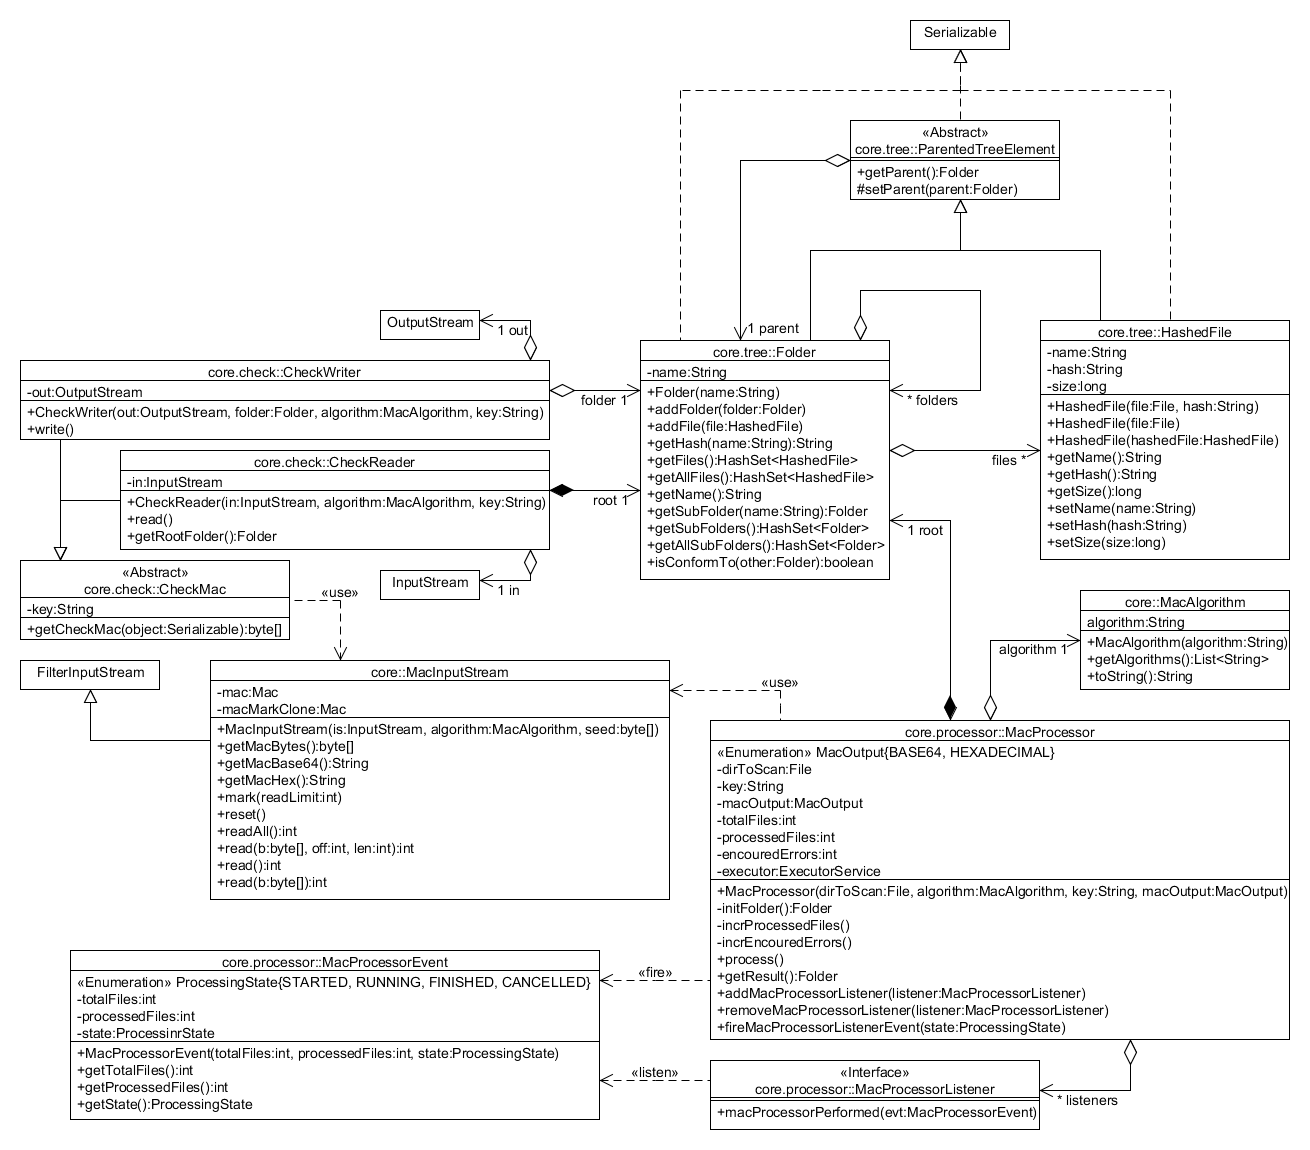 Serializable
«Abstract»
core.tree::ParentedTreeElement
+getParent():Folder
#setParent(parent:Folder)
OutputStream
1 out
1 parent
core.tree::HashedFile
-name:String
-hash:String
-size:long
+HashedFile(file:File, hash:String)
+HashedFile(file:File)
+HashedFile(hashedFile:HashedFile)
+getName():String
+getHash():String
+getSize():long
+setName(name:String)
+setHash(hash:String)
+setSize(size:long)
core.tree::Folder
-name:String
+Folder(name:String)
+addFolder(folder:Folder)
+addFile(file:HashedFile)
+getHash(name:String):String
+getFiles():HashSet<HashedFile>
+getAllFiles():HashSet<HashedFile>
+getName():String
+getSubFolder(name:String):Folder
+getSubFolders():HashSet<Folder>
+getAllSubFolders():HashSet<Folder>
+isConformTo(other:Folder):boolean
* folders
files *
core.check::CheckWriter
-out:OutputStream
+CheckWriter(out:OutputStream, folder:Folder, algorithm:MacAlgorithm, key:String)
+write()
folder 1
core.check::CheckReader
-in:InputStream
+CheckReader(in:InputStream, algorithm:MacAlgorithm, key:String)
+read()
+getRootFolder():Folder
root 1
1 root
InputStream
1 in
«Abstract»
core.check::CheckMac
-key:String
+getCheckMac(object:Serializable):byte[]
«use»
core::MacAlgorithm
algorithm:String
+MacAlgorithm(algorithm:String)
+getAlgorithms():List<String>
+toString():String
algorithm 1
FilterInputStream
core::MacInputStream
-mac:Mac
-macMarkClone:Mac
+MacInputStream(is:InputStream, algorithm:MacAlgorithm, seed:byte[])
+getMacBytes():byte[]
+getMacBase64():String
+getMacHex():String
+mark(readLimit:int)
+reset()
+readAll():int
+read(b:byte[], off:int, len:int):int
+read():int
+read(b:byte[]):int
«use»
core.processor::MacProcessor
«Enumeration» MacOutput{BASE64, HEXADECIMAL}
-dirToScan:File
-key:String
-macOutput:MacOutput
-totalFiles:int
-processedFiles:int
-encouredErrors:int
-executor:ExecutorService
+MacProcessor(dirToScan:File, algorithm:MacAlgorithm, key:String, macOutput:MacOutput)
-initFolder():Folder
-incrProcessedFiles()
-incrEncouredErrors()
+process()
+getResult():Folder
+addMacProcessorListener(listener:MacProcessorListener)
+removeMacProcessorListener(listener:MacProcessorListener)
+fireMacProcessorListenerEvent(state:ProcessingState)
core.processor::MacProcessorEvent
«Enumeration» ProcessingState{STARTED, RUNNING, FINISHED, CANCELLED}
-totalFiles:int
-processedFiles:int
-state:ProcessinrState
+MacProcessorEvent(totalFiles:int, processedFiles:int, state:ProcessingState)
+getTotalFiles():int
+getProcessedFiles():int
+getState():ProcessingState
«fire»
«listen»
«Interface»
core.processor::MacProcessorListener
+macProcessorPerformed(evt:MacProcessorEvent)
* listeners